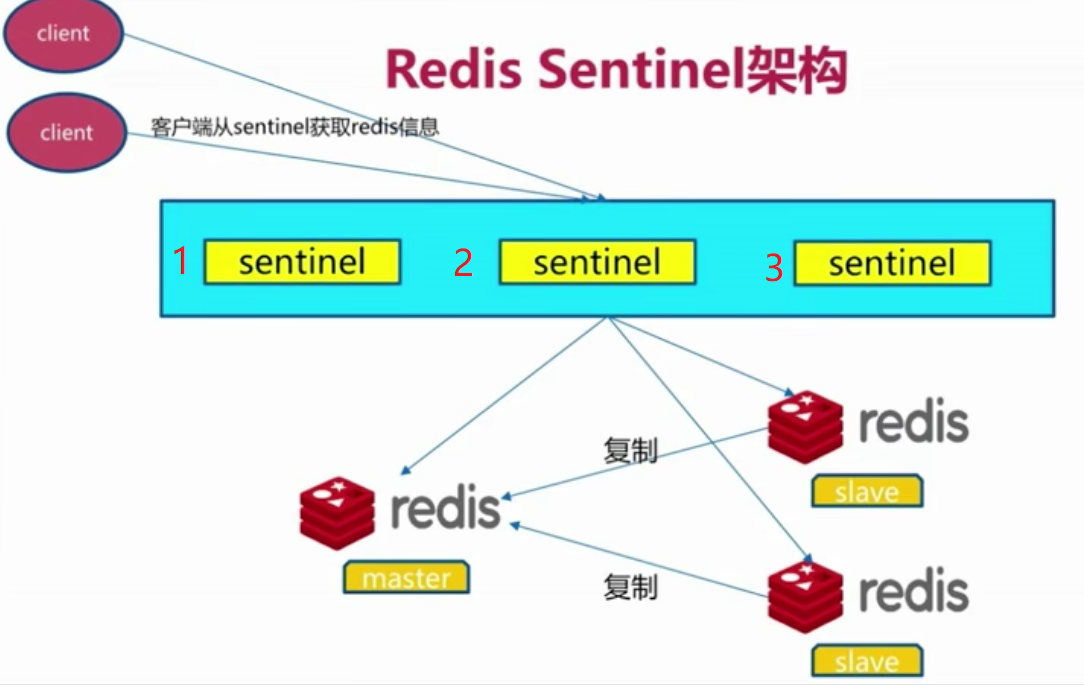 client
Redis Sentinel架构
client
客户端从sentinel获取redis信息
1 sentinel 2 sentinel 3 sentinel
redis
复制
slave
redis
master
复制
redis
slave